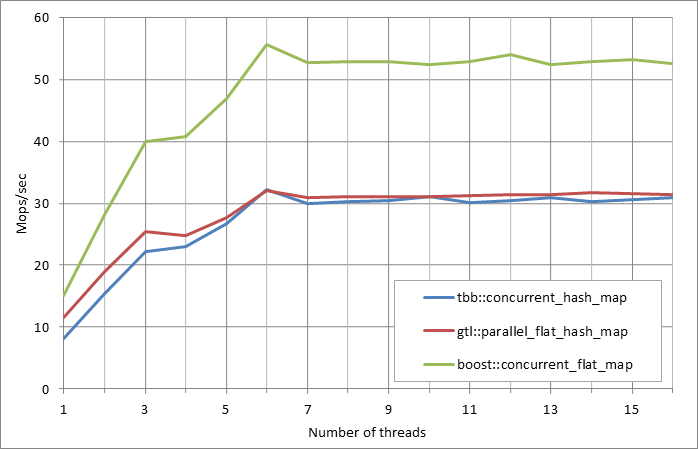 60
50
40
30
20
10
0
Mops/sec
tbb::concurrent_hash_map
gtl::parallel_flat_hash_map
boost::concurrent_flat_map
1 3 5 7 9 11 13 15
Number of threads